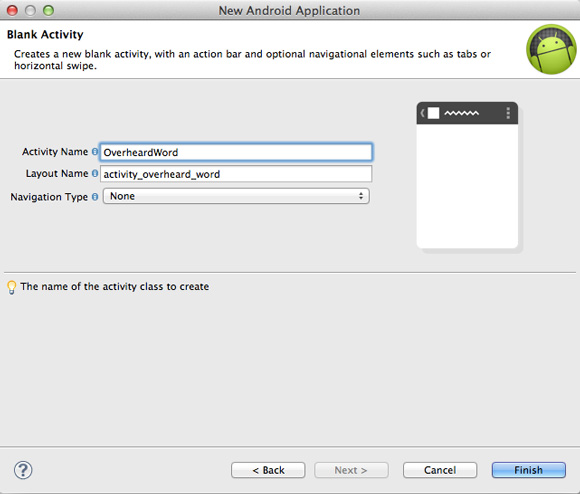 New Android Application
Blank Activity
Creates a new blank activity, with an action bar and optional navigational elements such as tabs or
horizontal swipe.
Activity Name OverheardWord
Layout Name activity_overheard_word
Navigation Type None
The name of the activity class to create
< Back Next > Cancel Finish